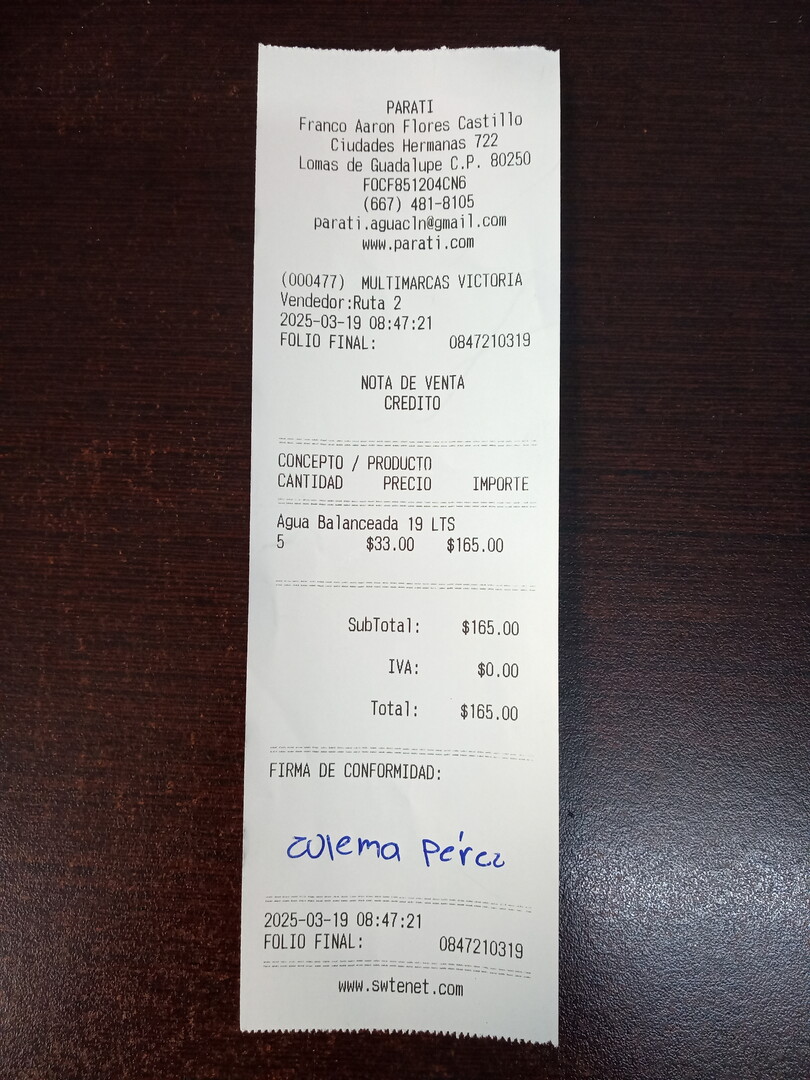 PARATI
Franco Aaron Flores Castillo
Ciudades Hermanas 722
Lomas de Guadalupe C.P. 80250
FOCF851204CN6
(667) 481-8105
parati.aguacln@gmail.com
www.parati.com
(000477) MULTIMARCAS VICTORIA
Vendedor:Ruta 2
2025-03-19 08:47:21
FOLIO FINAL: 0847210319
NOTA DE VENTA
CREDITO
CONCEPTO / PRODUCTO
CANTIDAD PRECIO IMPORTE
Agua Balanceada 19 LTS
5 $33.00 $165.00
SubTotal: $165.00
IVA: $0.00
Total: $165.00
FIRMA DE CONFORMIDAD:
zulema Pérez
2025-03-19 08:47:21
FOLIO FINAL: 0847210319
www.swtenet.com